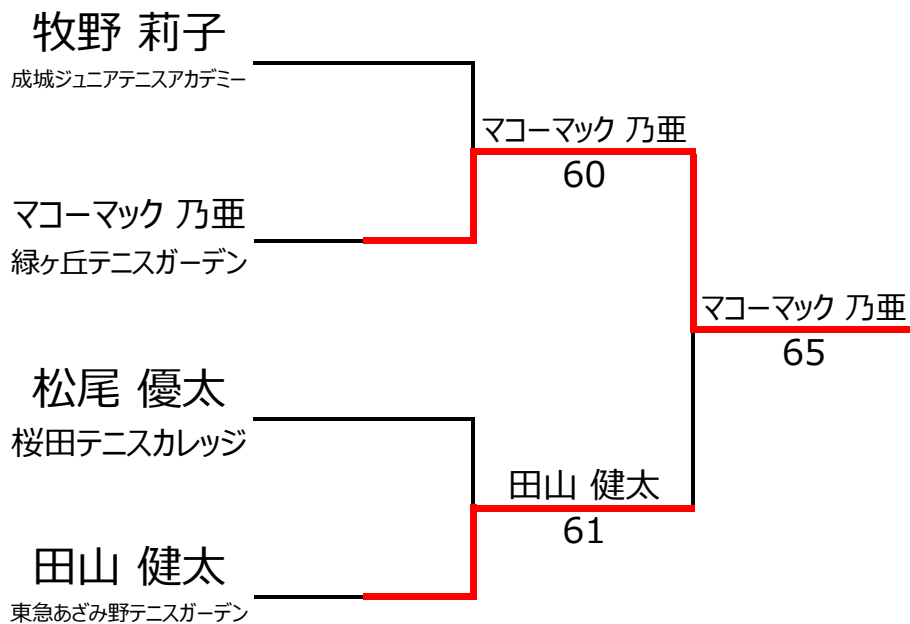 牧野 莉子
成城ジュニアテニスアカデミー
マコーマック 乃亜
60
マコーマック 乃亜
緑ヶ丘テニスガーデン
マコーマック 乃亜
65
松尾 優太
桜田テニスカレッジ
田山 健太
61
田山 健太
東急あざみ野テニスガーデン